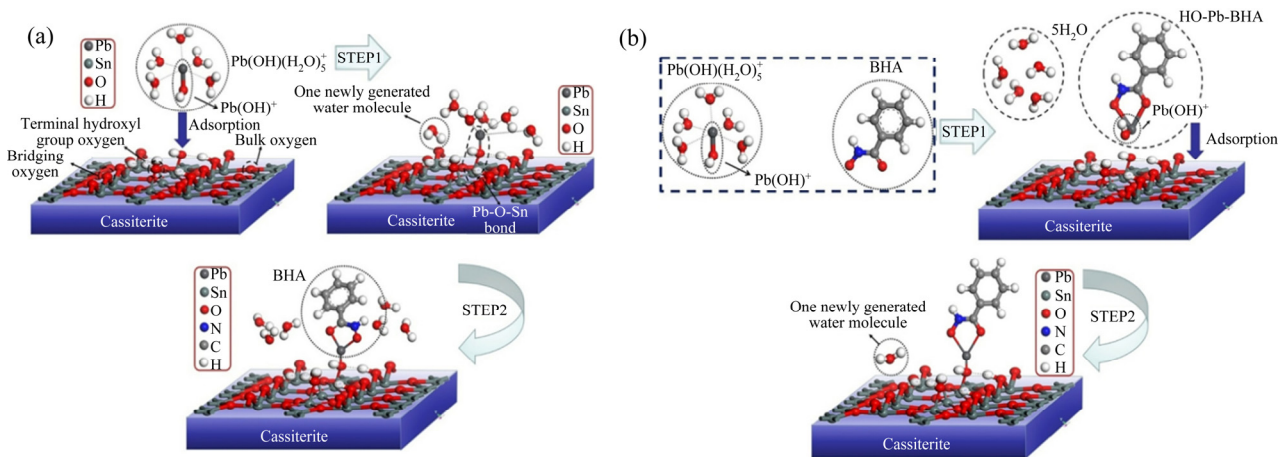 (a)
Pb
Sn
O
H
Pb(OH)(H₂O)₅⁺
Pb(OH)⁺
Adsorption
Terminal hydroxyl
group oxygen
Bridging
oxygen
Bulk oxygen
Cassiterite
STEP1
One newly generated
water molecule
Pb
Sn
O
H
Pb-O-Sn
bond
Cassiterite
Pb
Sn
O
N
C
H
BHA
STEP2
Cassiterite
(b)
Pb(OH)(H₂O)₅⁺
BHA
Pb(OH)⁺
STEP1
5H₂O
HO-Pb-BHA
Pb(OH)⁺
Adsorption
Cassiterite
One newly generated
water molecule
Pb
Sn
O
N
C
H
STEP2
Cassiterite